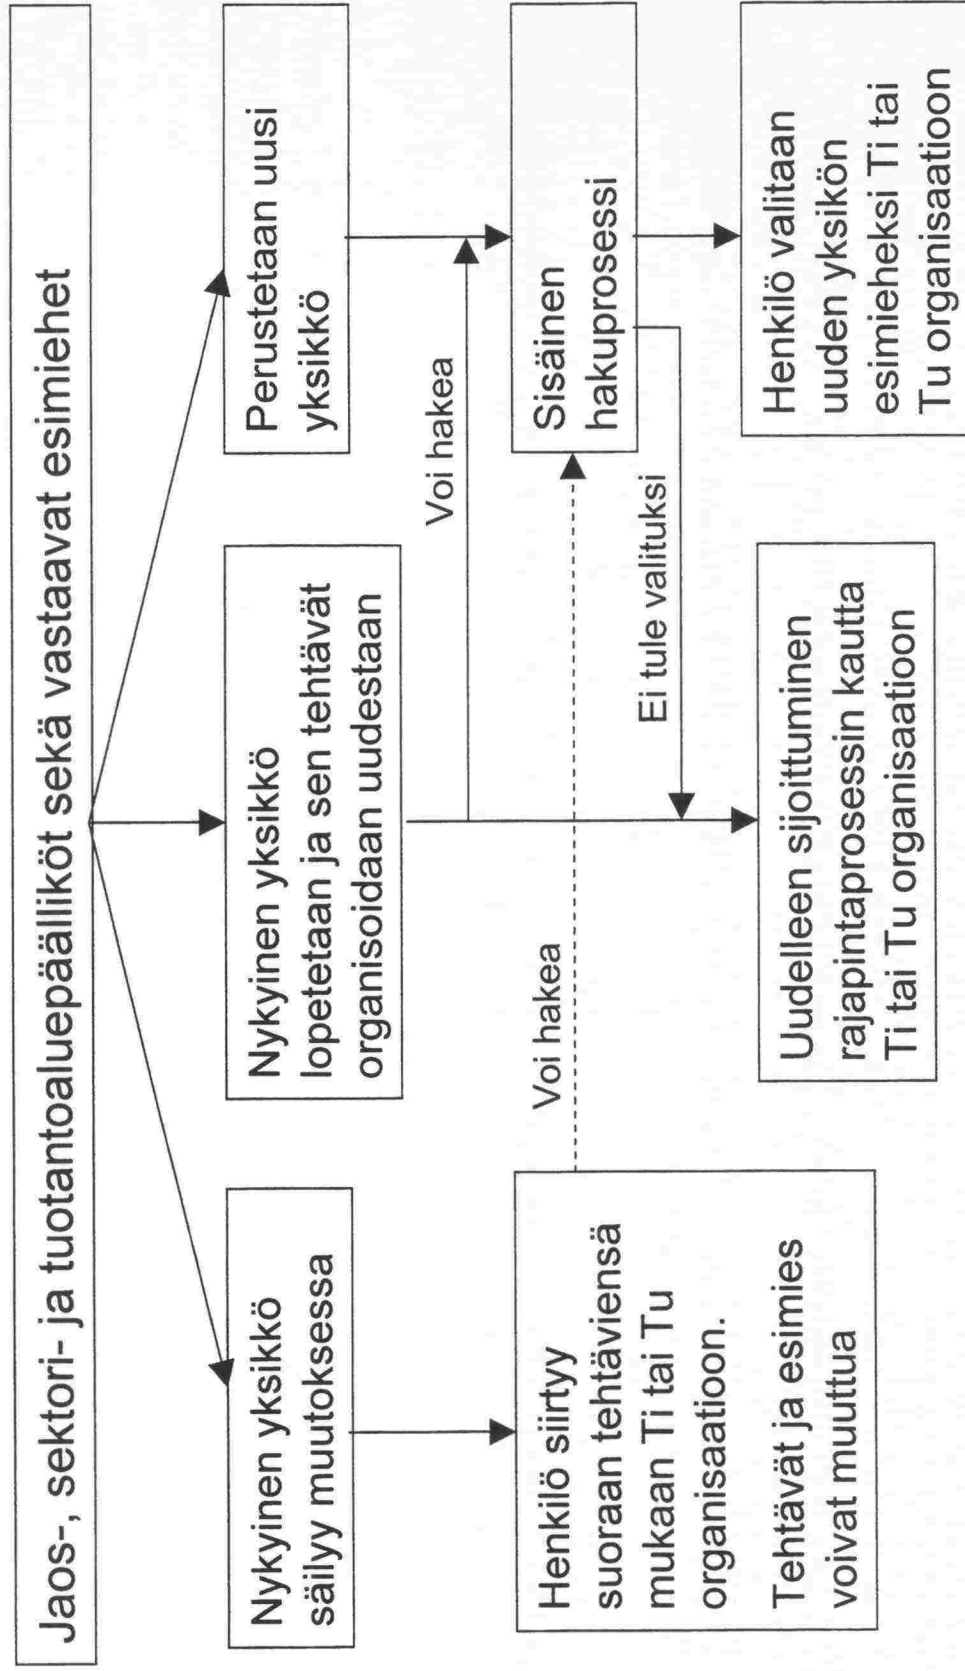 Jaos-, sektori- ja tuotantoaluepäälliköt sekä vastaavat esimiehet
Nykyinen yksikkö
säilyy muutoksessa
Nykyinen yksikkö
lopetetaan ja sen tehtävät
organisoidaan uudestaan
Perustetaan uusi
yksikkö
Voi hakea
Henkilö siirtyy
suoraan tehtäviensä
mukaan Ti tai Tu
organisaatioon.
Tehtävät ja esimies
voivat muuttua
Voi hakea
Sisäinen
hakuprosessi
Ei tule valituksi
Uudelleen sijoittuminen
rajapintaprosessin kautta
Ti tai Tu organisaatioon
Henkilö valitaan
uuden yksikön
esimieheksi Ti tai
Tu organisaatioon